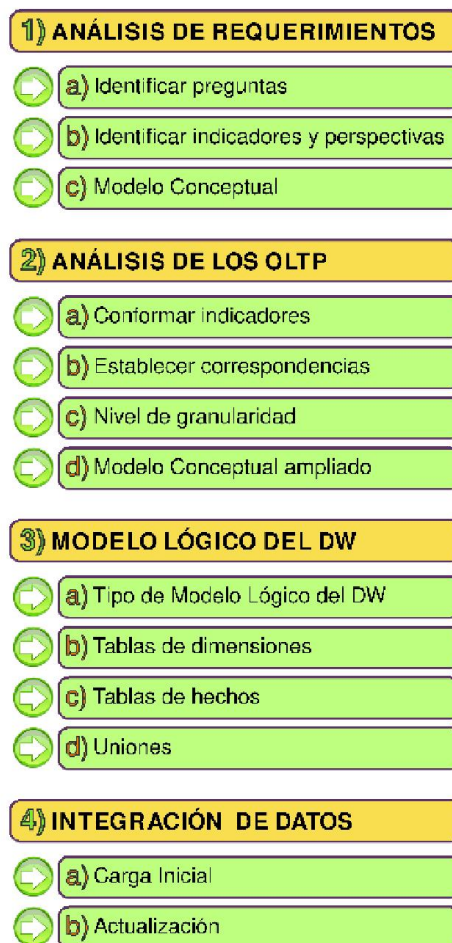 1) ANÁLISIS DE REQUERIMIENTOS
a) Identificar preguntas
b) Identificar indicadores y perspectivas
c) Modelo Conceptual
2) ANÁLISIS DE LOS OLTP
a) Conformar indicadores
b) Establecer correspondencias
c) Nivel de granularidad
d) Modelo Conceptual ampliado
3) MODELO LÓGICO DEL DW
a) Tipo de Modelo Lógico del DW
b) Tablas de dimensiones
c) Tablas de hechos
d) Uniones
4) INTEGRACIÓN DE DATOS
a) Carga Inicial
b) Actualización